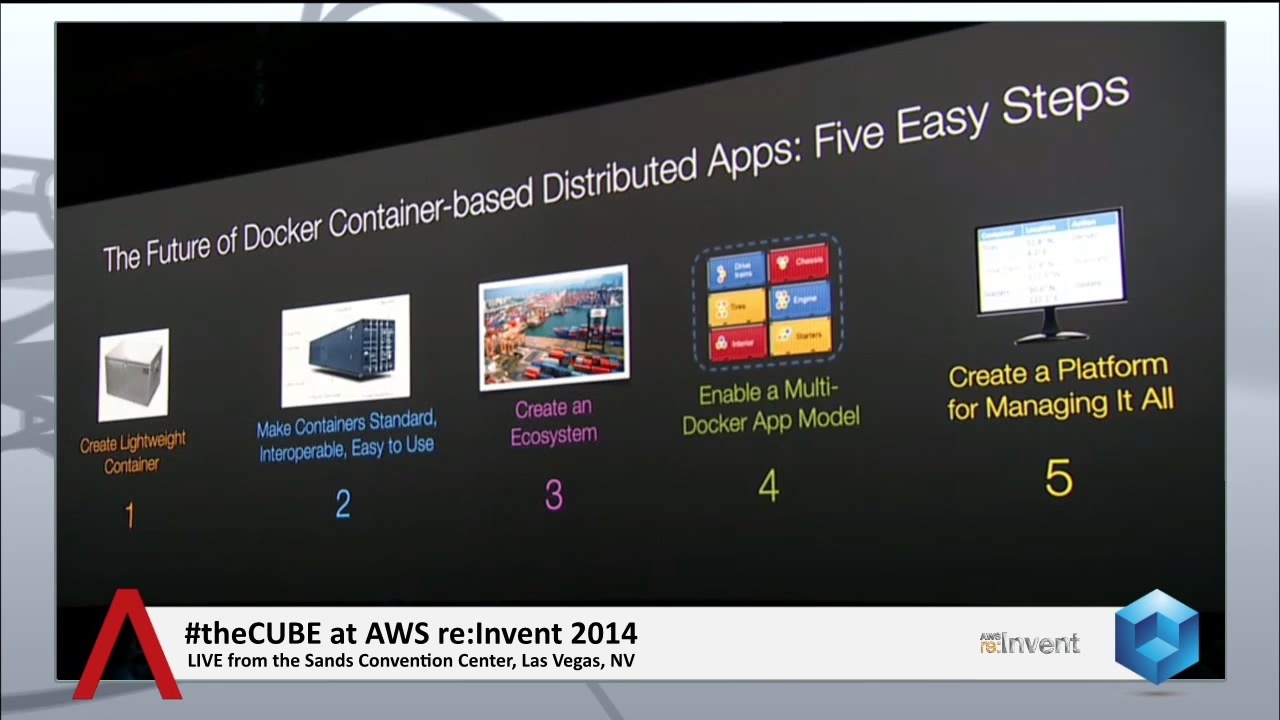 The Future of Docker Container-based Distributed Apps: Five Easy Steps
Create Lightweight
Container
1
Make Containers Standard,
Interoperable, Easy to Use
2
Create an
Ecosystem
3
Drive
trains
Chassis
Tires
Engine
Interior
Starters
Enable a Multi-
Docker App Model
4
Container Location Action
Create a Platform
for Managing It All
5
#theCUBE at AWS re:Invent 2014
LIVE from the Sands Convention Center, Las Vegas, NV
AWS
re:Invent